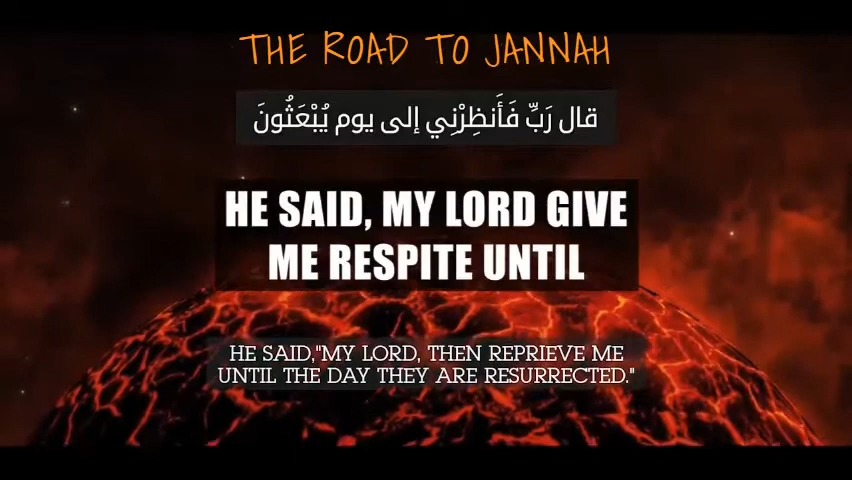 THE ROAD TO JANNAH
قال رَبِّ فَأَنظِرْنِي إلى يوم يُبْعَثُونَ
HE SAID, MY LORD GIVE
ME RESPITE UNTIL
HE SAID,"MY LORD, THEN REPRIEVE ME
UNTIL THE DAY THEY ARE RESURRECTED."